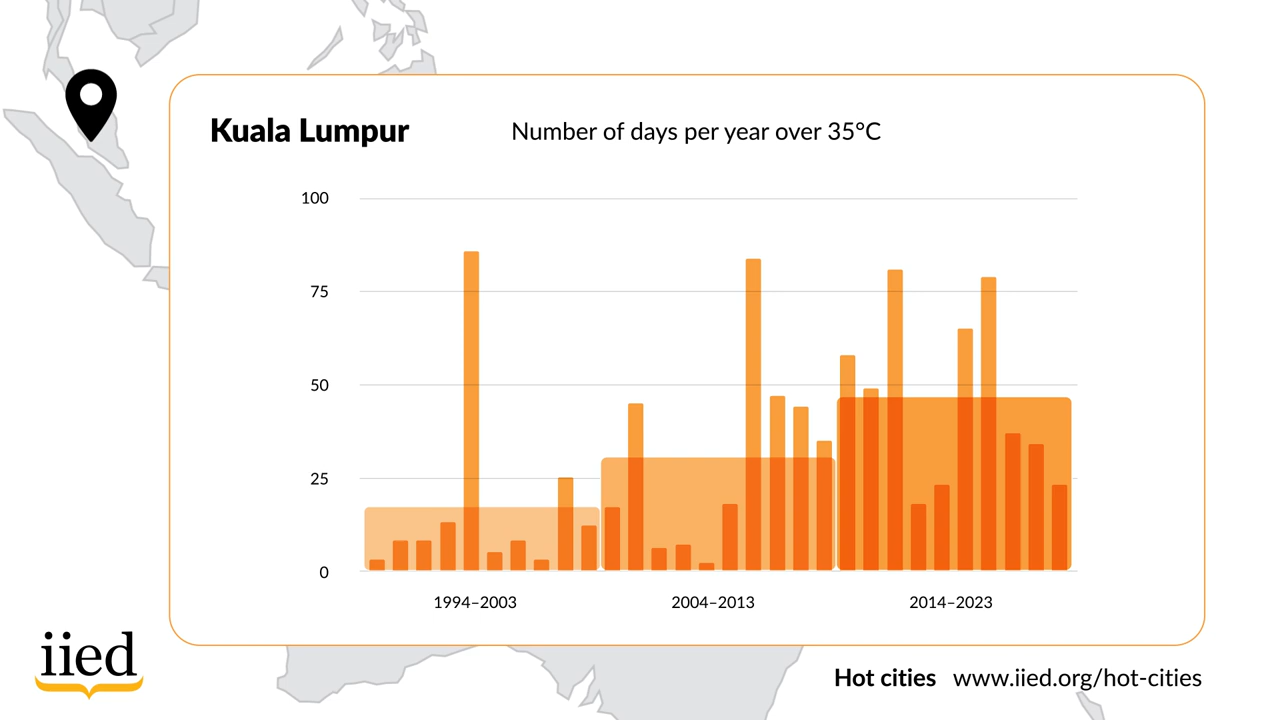 Kuala Lumpur
Number of days per year over 35°C
100
75
50
25
0
1994–2003
2004–2013
2014–2023
iied
Hot cities www.iied.org/hot-cities